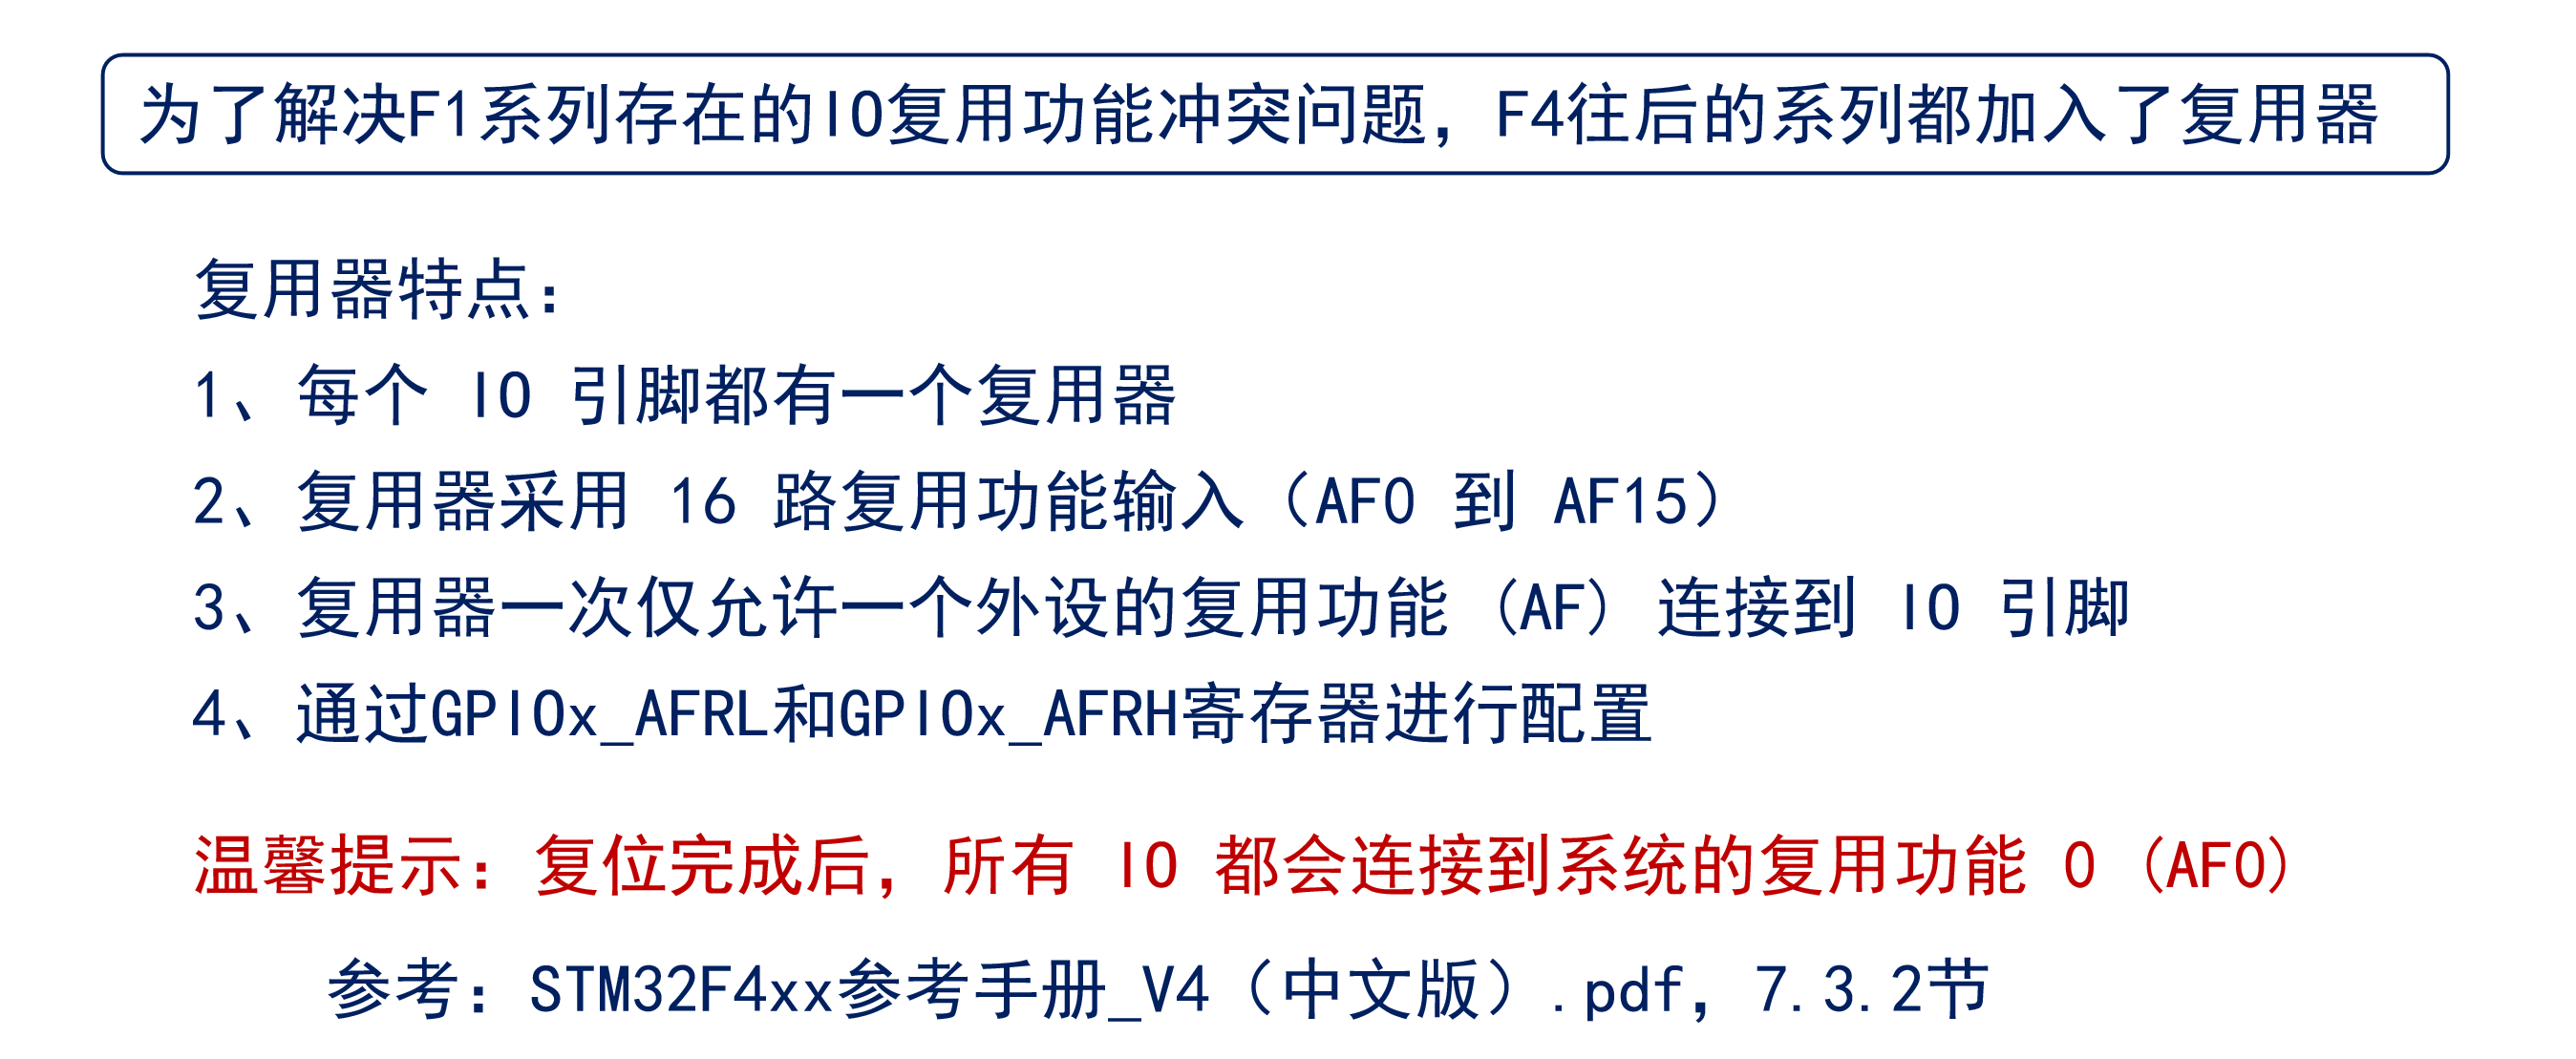 为了解决F1系列存在的IO复用功能冲突问题，F4往后的系列都加入了复用器
复用器特点：
1、每个 IO 引脚都有一个复用器
2、复用器采用 16 路复用功能输入（AF0 到 AF15）
3、复用器一次仅允许一个外设的复用功能 (AF) 连接到 IO 引脚
4、通过GPIOx_AFRL和GPIOx_AFRH寄存器进行配置
温馨提示：复位完成后，所有 IO 都会连接到系统的复用功能 0 (AF0)
参考：STM32F4xx参考手册_V4（中文版）.pdf，7.3.2节